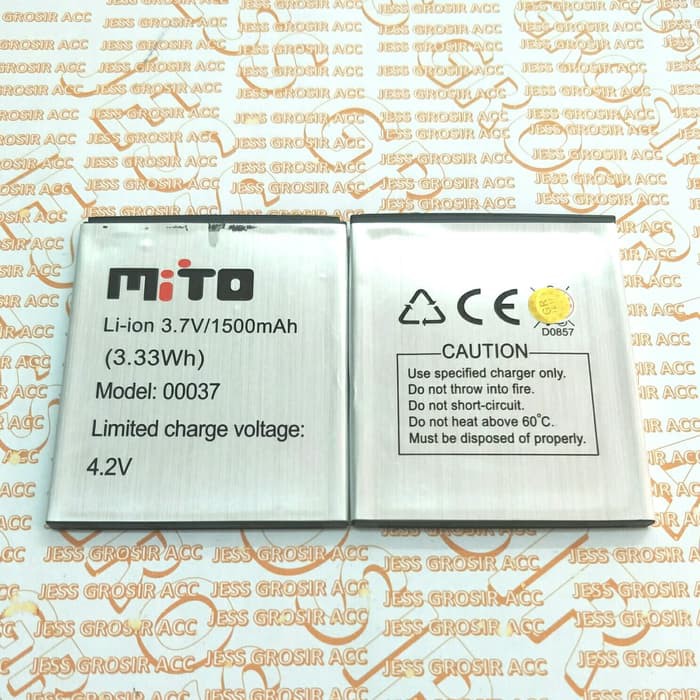 MiTO
Li-ion 3.7V/1500mAh
(3.33Wh)
Model: 00037
Limited charge voltage:
4.2V
CE
D0857
CAUTION
Use specified charger only.
Do not throw into fire.
Do not short-circuit.
Do not heat above 60°C.
Must be disposed of properly.
JESS GROSIR ACC